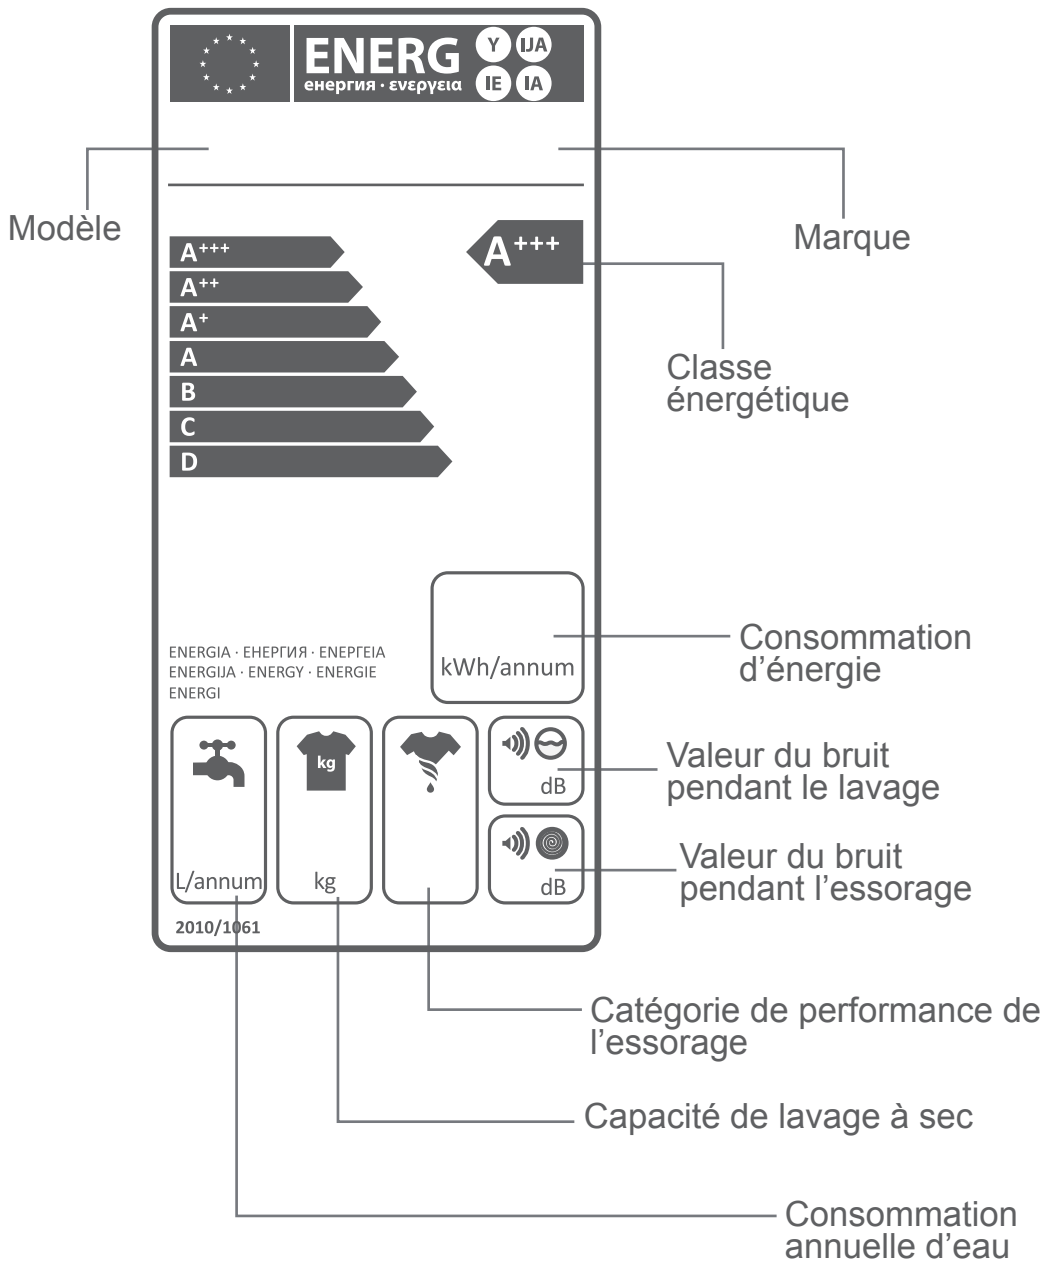 ENERG
енергия · ενεργεια
Y IJA
IE IA
Modèle
Marque
A+++
A++
A+
A
B
C
D
A+++
Classe
énergétique
ENERGIA · ЕНЕРГИЯ · ΕΝΕΡΓΕΙΑ
ENERGIJA · ENERGY · ENERGIE
ENERGI
kWh/annum
Consommation
d’énergie
L/annum
kg
kg
dB
Valeur du bruit
pendant le lavage
dB
Valeur du bruit
pendant l’essorage
2010/1061
Catégorie de performance de
l’essorage
Capacité de lavage à sec
Consommation
annuelle d’eau